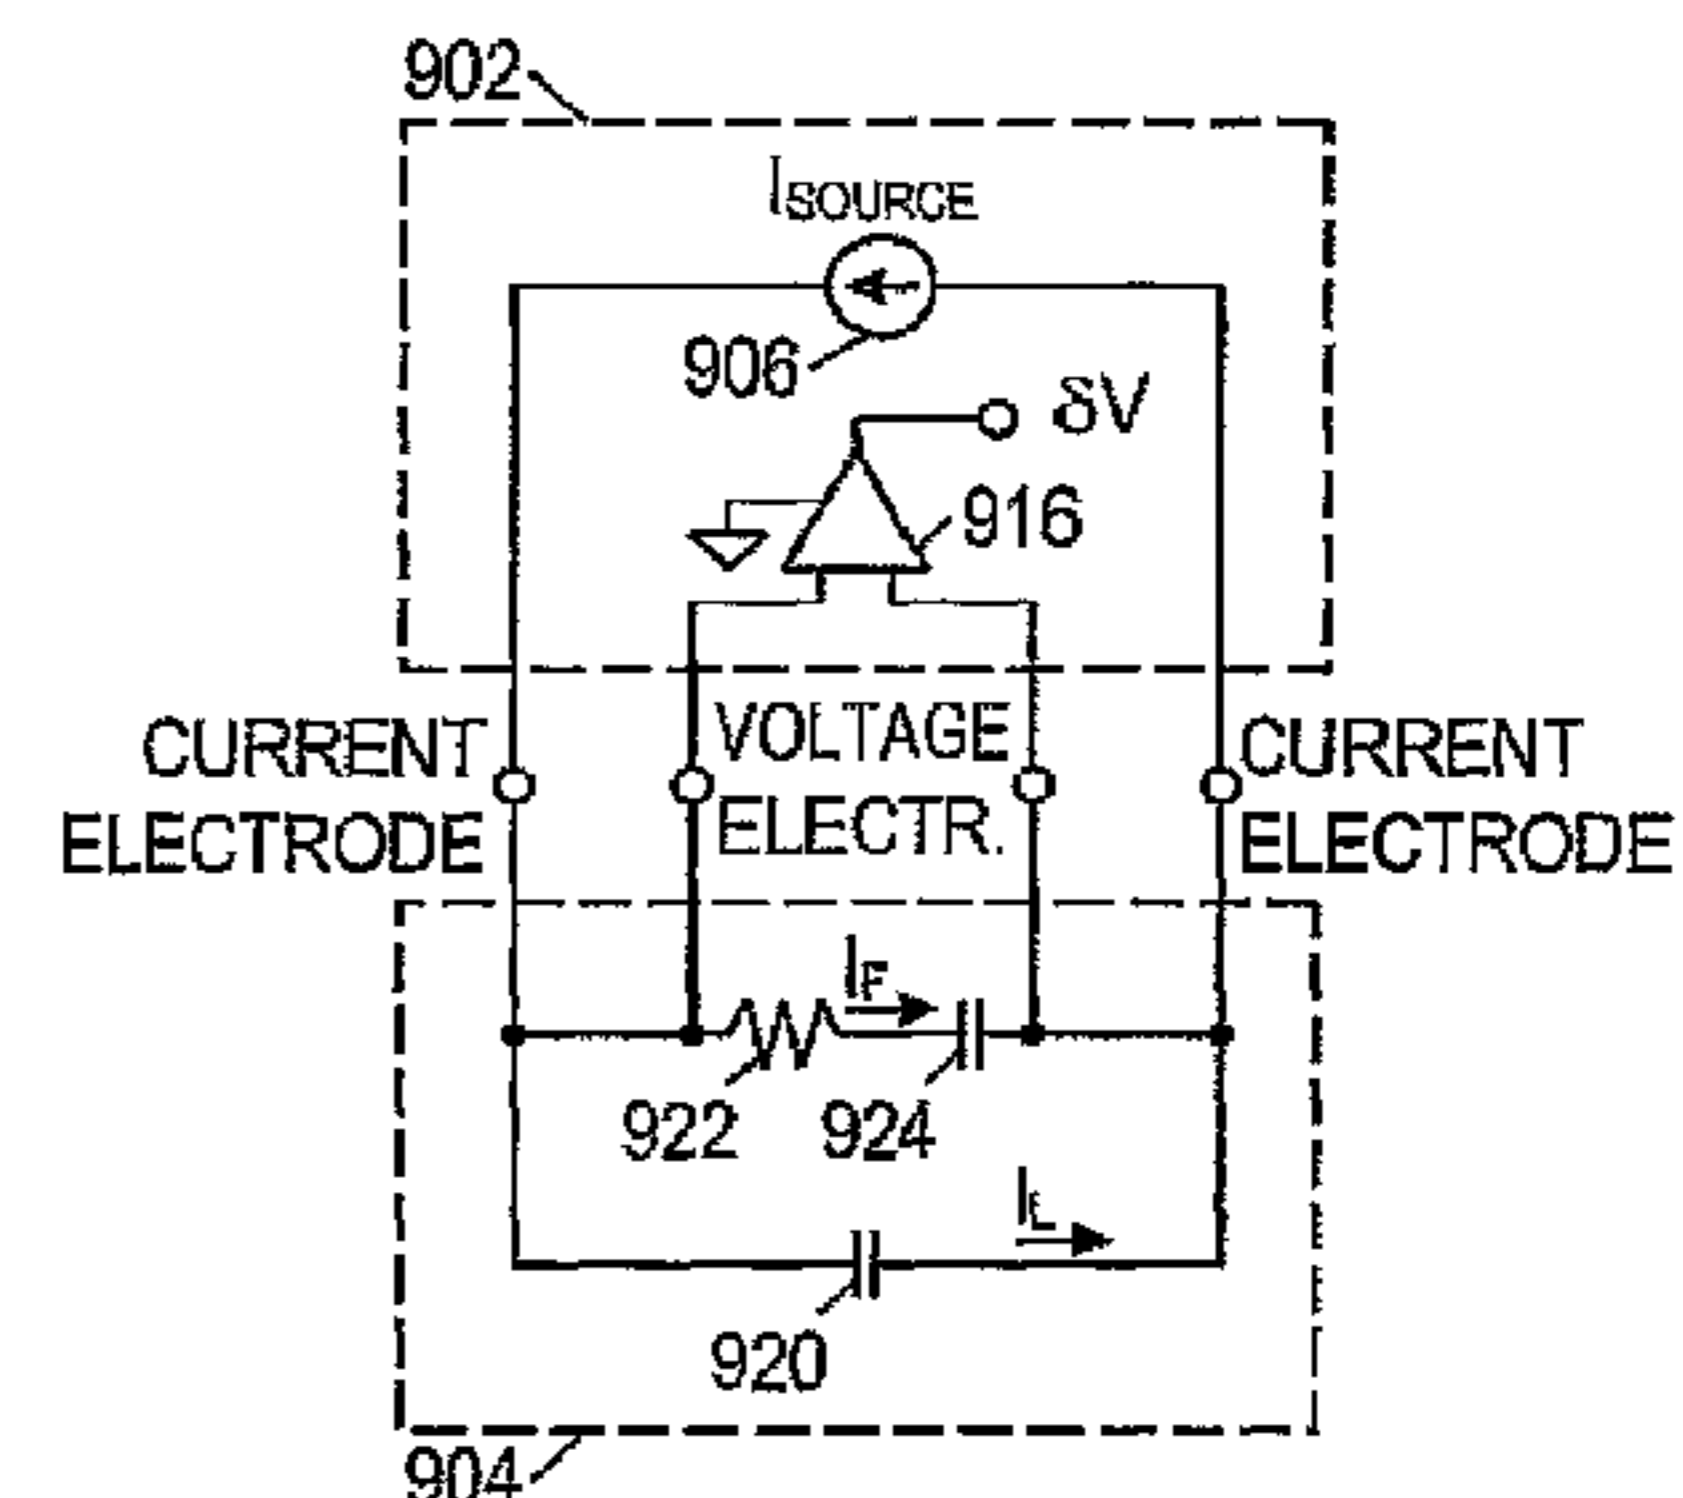 902
ISOURCE
906
δV
916
CURRENT ELECTRODE
VOLTAGE ELECTR.
CURRENT ELECTRODE
IF
922
924
IL
920
904